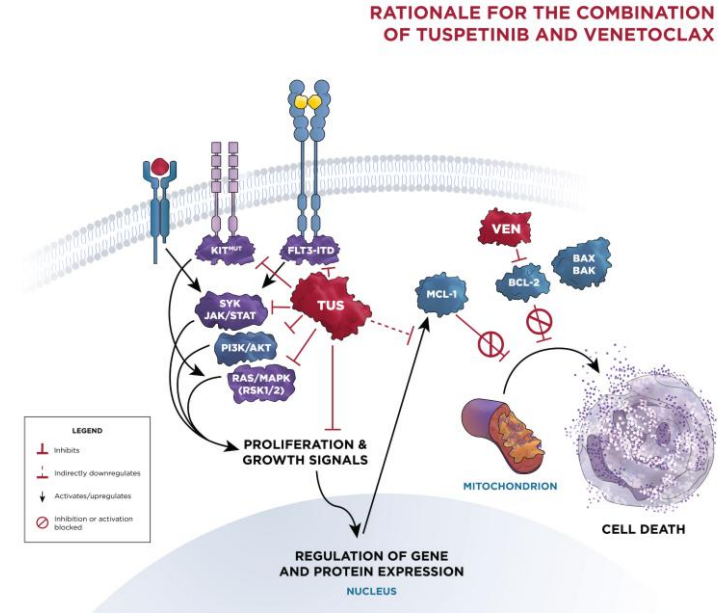 RATIONALE FOR THE COMBINATION
OF TUSPETINIB AND VENETOCLAX
KITᴹᵁᵀ
FLT3-ITD
VEN
BAX
BAK
BCL-2
MCL-1
TUS
SYK
JAK/STAT
PI3K/AKT
RAS/MAPK
(RSK1/2)
LEGEND
Inhibits
Indirectly downregulates
Activates/upregulates
Inhibition or activation
blocked
PROLIFERATION &
GROWTH SIGNALS
MITOCHONDRION
CELL DEATH
REGULATION OF GENE
AND PROTEIN EXPRESSION
NUCLEUS